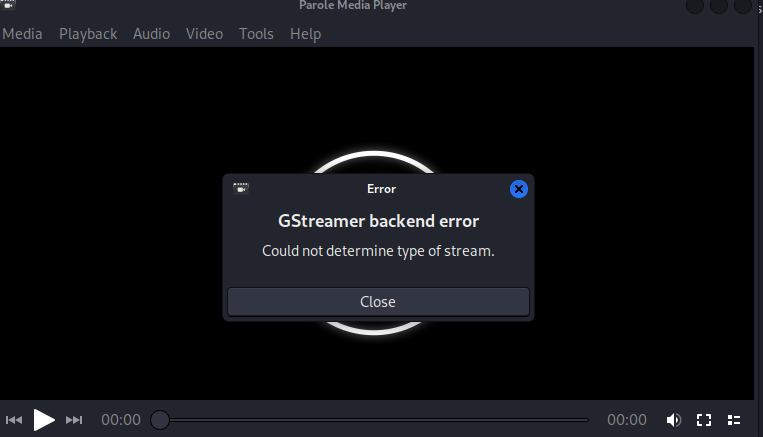 Parole Media Player
Media Playback Audio Video Tools Help
Error
GStreamer backend error
Could not determine type of stream.
Close
00:00 00:00